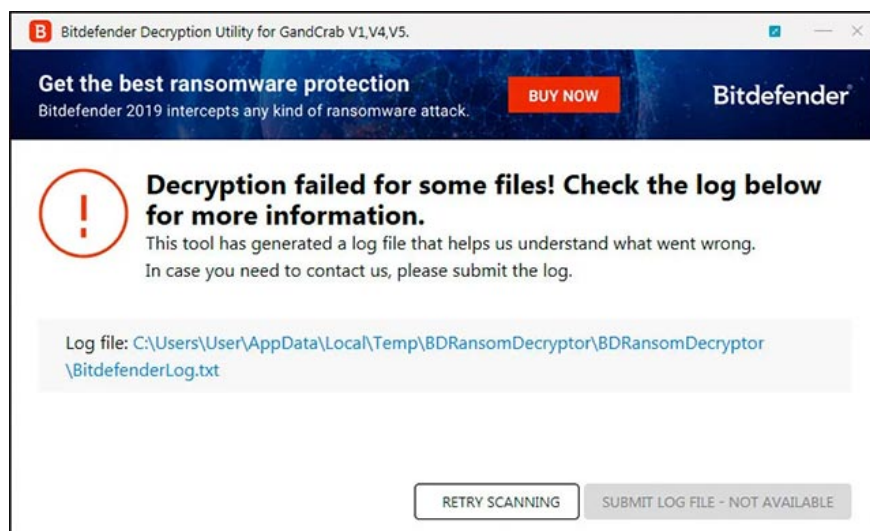 B Bitdefender Decryption Utility for GandCrab V1,V4,V5.
Get the best ransomware protection
Bitdefender 2019 intercepts any kind of ransomware attack.
BUY NOW
Bitdefender
Decryption failed for some files! Check the log below
for more information.
This tool has generated a log file that helps us understand what went wrong.
In case you need to contact us, please submit the log.
Log file: C:\Users\User\AppData\Local\Temp\BDRansomDecryptor\BDRansomDecryptor
\BitdefenderLog.txt
RETRY SCANNING
SUBMIT LOG FILE - NOT AVAILABLE